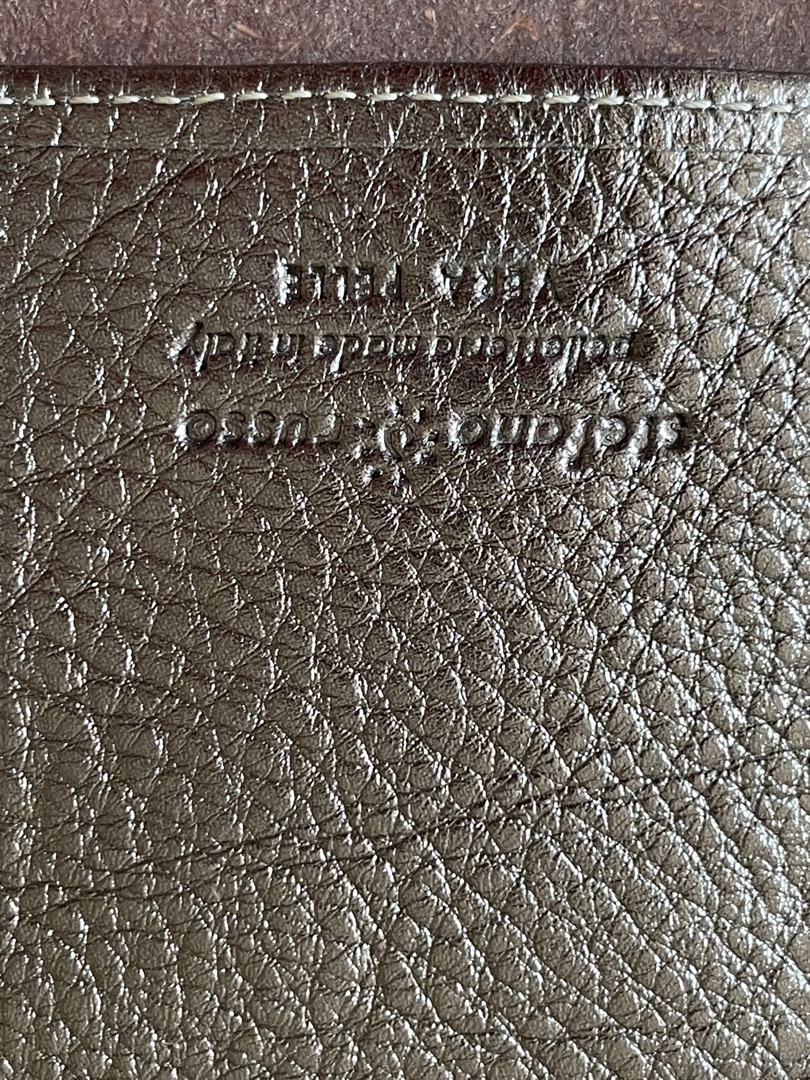 stefano russo
pelletteria made in italy
VERA PELLE